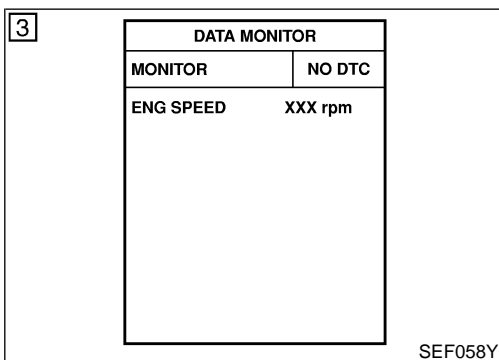 3
DATA MONITOR
MONITOR NO DTC
ENG SPEED XXX rpm
SEF058Y